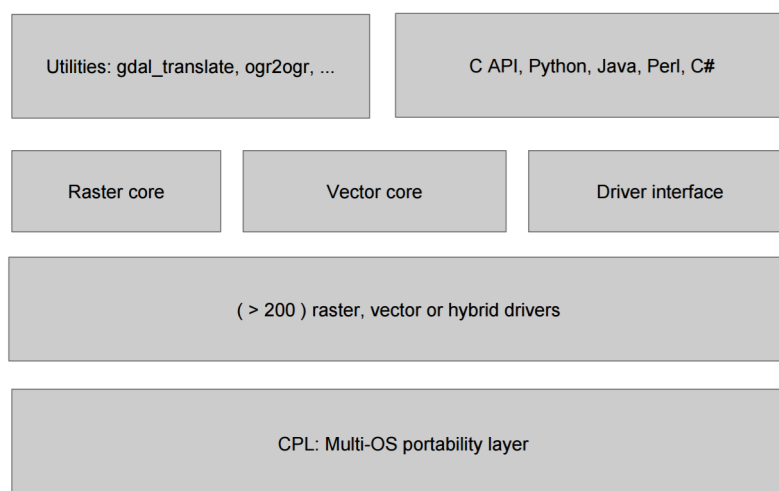 Utilities: gdal_translate, ogr2ogr, ...
C API, Python, Java, Perl, C#
Raster core
Vector core
Driver interface
( > 200 ) raster, vector or hybrid drivers
CPL: Multi-OS portability layer